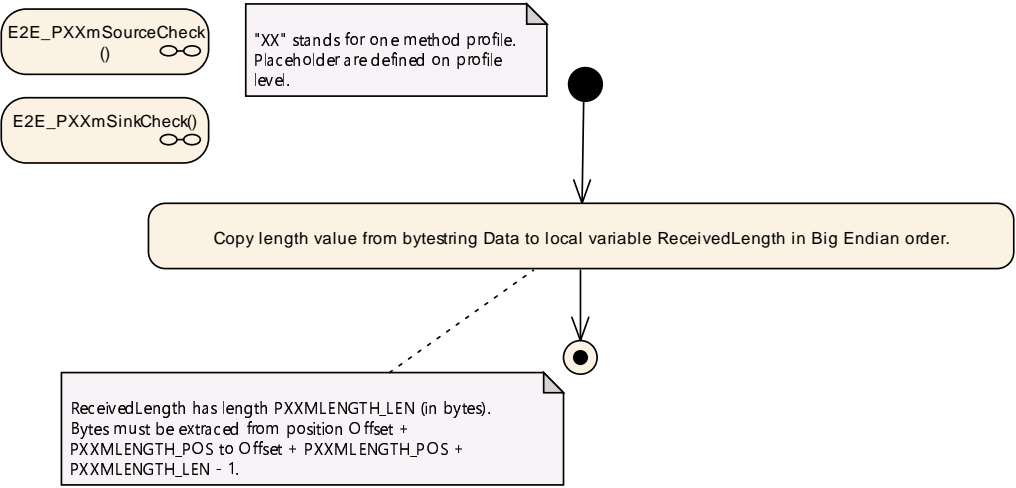 E2E_PXXmSourceCheck
()
"XX" stands for one method profile.
Placeholder are defined on profile
level.
E2E_PXXmSinkCheck()
Copy length value from bytestring Data to local variable ReceivedLength in Big Endian order.
ReceivedLength has length PXXMLENGTH_LEN (in bytes).
Bytes must be extraced from position Offset +
PXXMLENGTH_POS to Offset + PXXMLENGTH_POS +
PXXMLENGTH_LEN - 1.